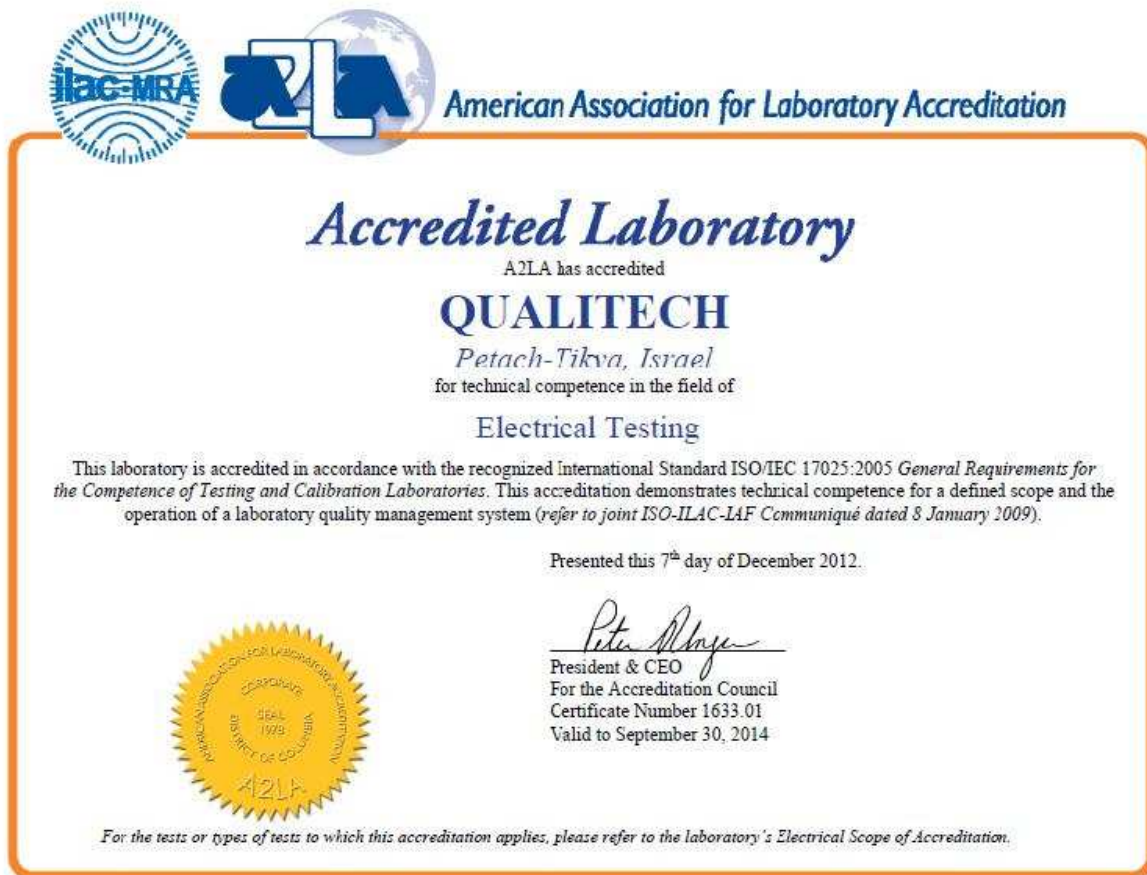 ilac-MRA
A2LA
American Association for Laboratory Accreditation
Accredited Laboratory
A2LA has accredited
QUALITECH
Petach-Tikva, Israel
for technical competence in the field of
Electrical Testing
This laboratory is accredited in accordance with the recognized International Standard ISO/IEC 17025:2005 General Requirements for
the Competence of Testing and Calibration Laboratories. This accreditation demonstrates technical competence for a defined scope and the
operation of a laboratory quality management system (refer to joint ISO-ILAC-IAF Communiqué dated 8 January 2009).
Presented this 7th day of December 2012.
Peter
President & CEO
For the Accreditation Council
Certificate Number 1633.01
Valid to September 30, 2014
AMERICAN ASSOCIATION FOR LABORATORY ACCREDITATION
CORPORATE
SEAL
1978
DISTRICT OF COLUMBIA
A2LA
For the tests or types of tests to which this accreditation applies, please refer to the laboratory's Electrical Scope of Accreditation.